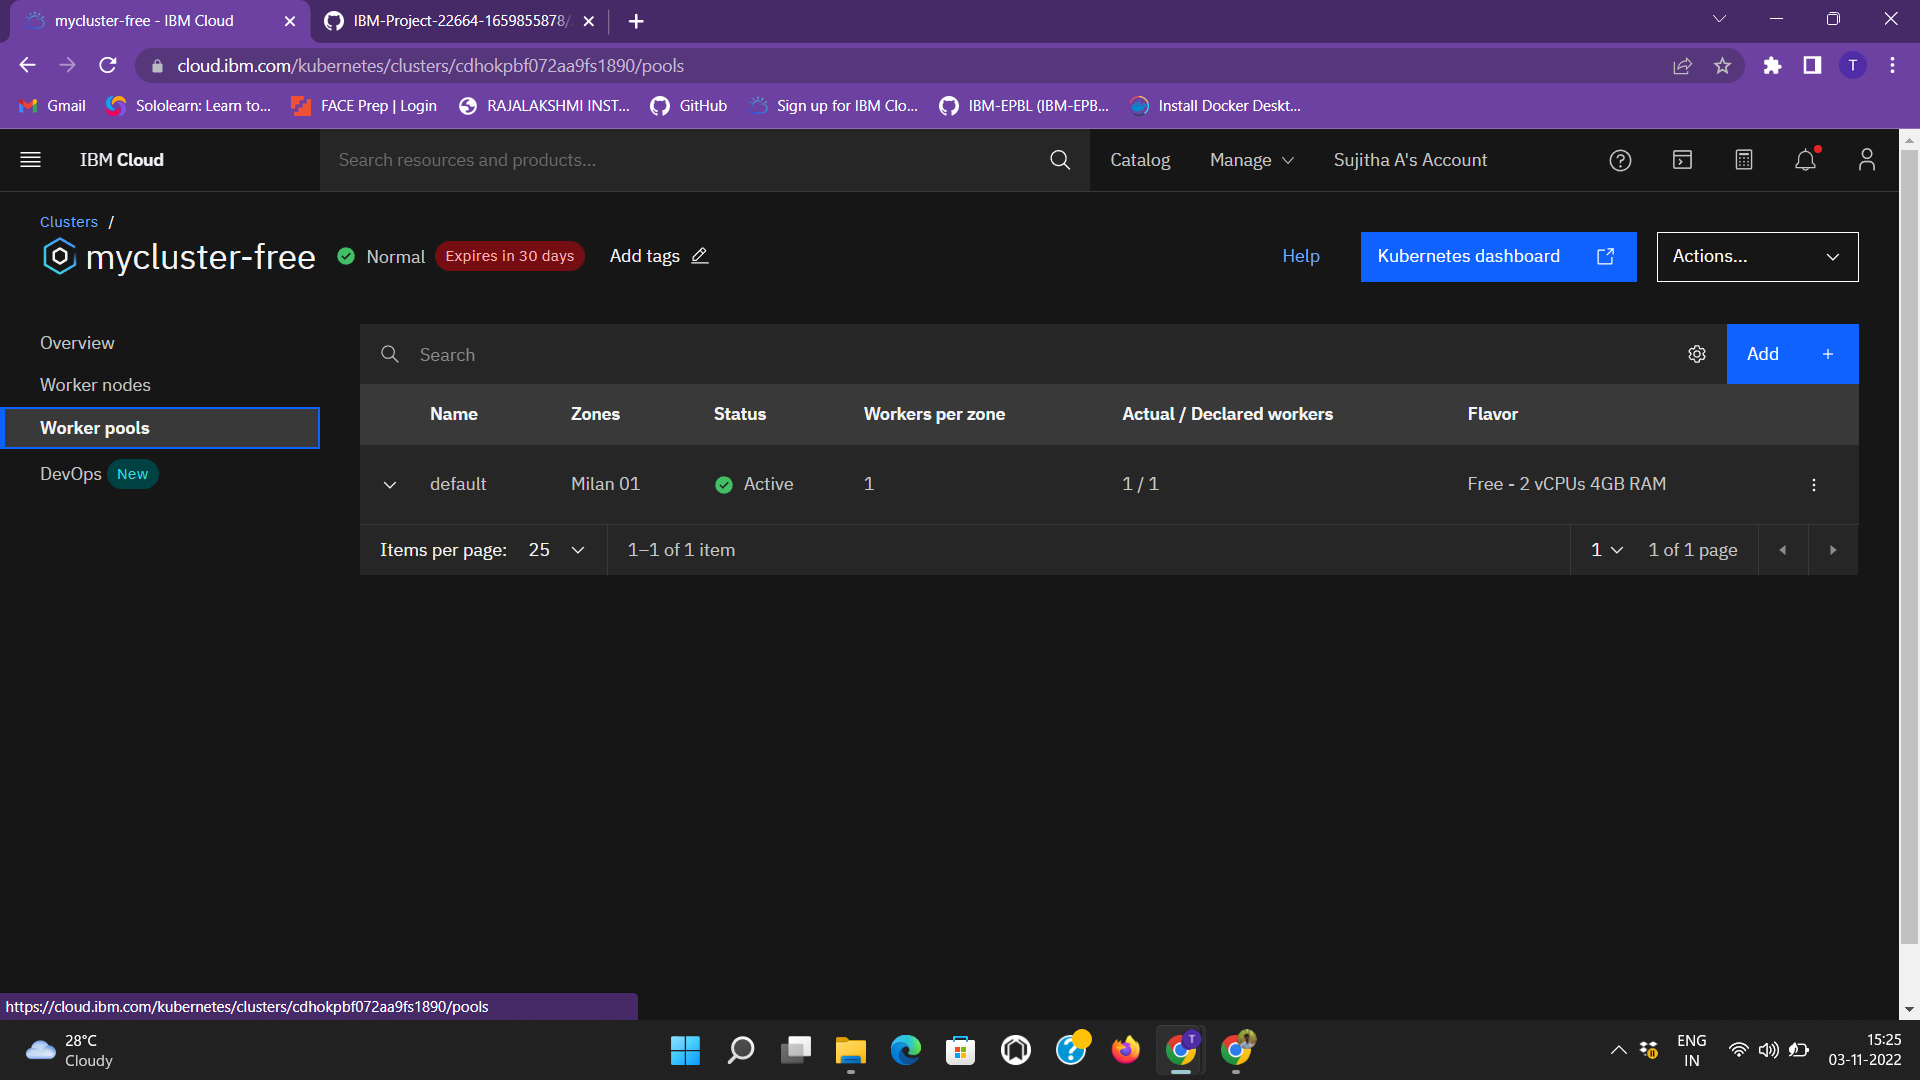 mycluster-free - IBM Cloud
IBM-Project-22664-1659855878/
cloud.ibm.com/kubernetes/clusters/cdhokpbf072aa9fs1890/pools
T
Gmail
Sololearn: Learn to...
FACE Prep | Login
RAJALAKSHMI INST...
GitHub
Sign up for IBM Clo...
IBM-EPBL (IBM-EPB...
Install Docker Deskt...
IBM Cloud
Search resources and products...
Catalog
Manage
Sujitha A's Account
Clusters /
mycluster-free
Normal
Expires in 30 days
Add tags
Help
Kubernetes dashboard
Actions...
Overview
Worker nodes
Worker pools
DevOps New
Search
Add +
Name Zones Status Workers per zone Actual / Declared workers Flavor
default Milan 01 Active 1 1 / 1 Free - 2 vCPUs 4GB RAM
Items per page: 25
1–1 of 1 item
1
1 of 1 page
https://cloud.ibm.com/kubernetes/clusters/cdhokpbf072aa9fs1890/pools
28°C
Cloudy
T
ENG
IN
15:25
03-11-2022